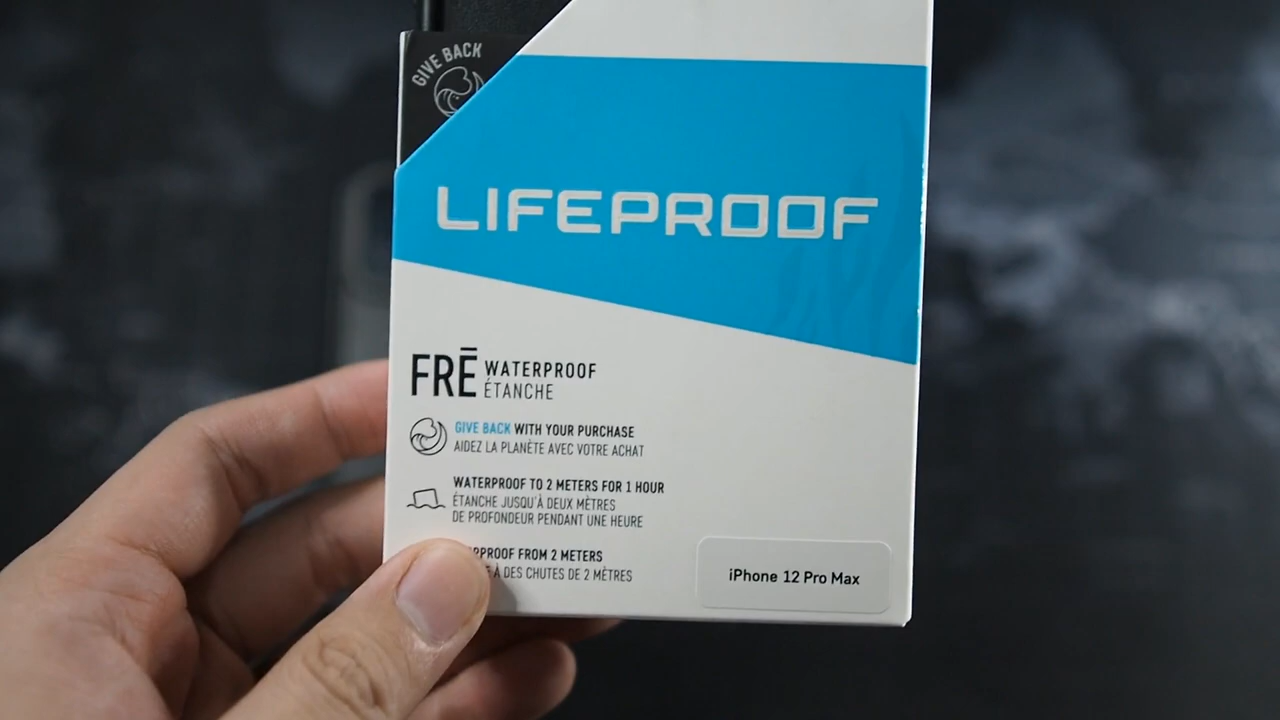 GIVE BACK
LIFEPROOF
FRĒ WATERPROOF
ÉTANCHE
GIVE BACK WITH YOUR PURCHASE
AIDEZ LA PLANÈTE AVEC VOTRE ACHAT
WATERPROOF TO 2 METERS FOR 1 HOUR
ÉTANCHE JUSQU'À DEUX MÈTRES
DE PROFONDEUR PENDANT UNE HEURE
FROM 2 METERS
À DES CHUTES DE 2 MÈTRES
iPhone 12 Pro Max